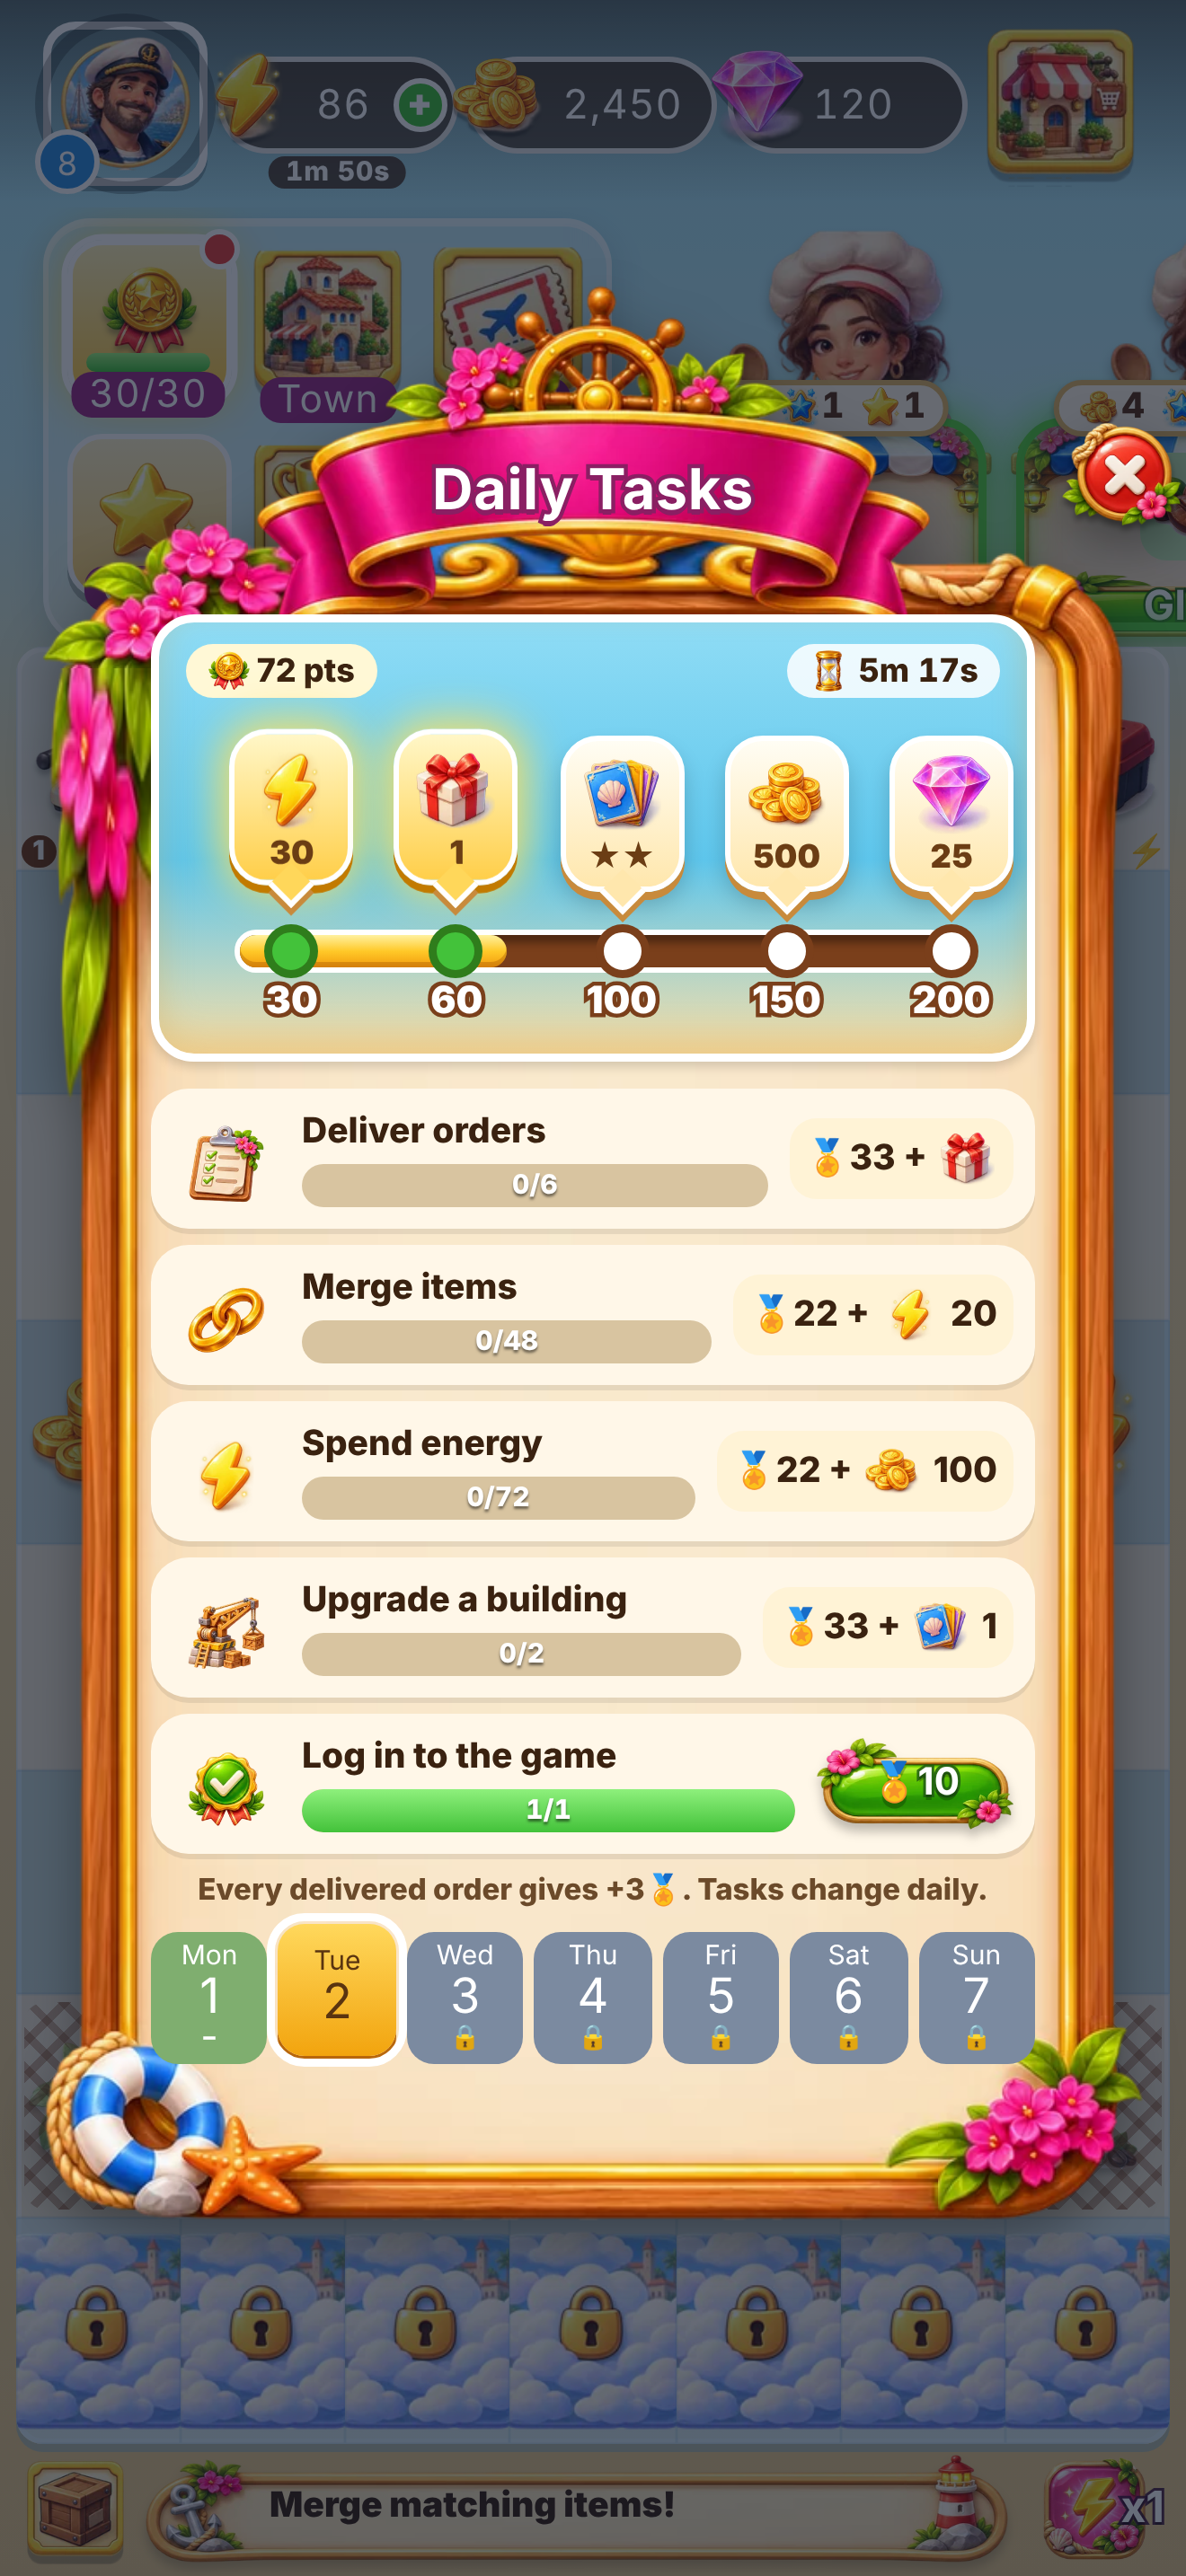 86
2,450
120
8
1m 50s
30/30
Town
1
1
4
Daily Tasks
72 pts
5m 17s
30
1
★★
500
25
30
60
100
150
200
1
Deliver orders
0/6
33 +
Merge items
0/48
22 + 20
Spend energy
0/72
22 + 100
Upgrade a building
0/2
33 + 1
Log in to the game
1/1
10
Every delivered order gives +3🏅. Tasks change daily.
Mon
1
-
Tue
2
Wed
3
Thu
4
Fri
5
Sat
6
Sun
7
Merge matching items!
x1